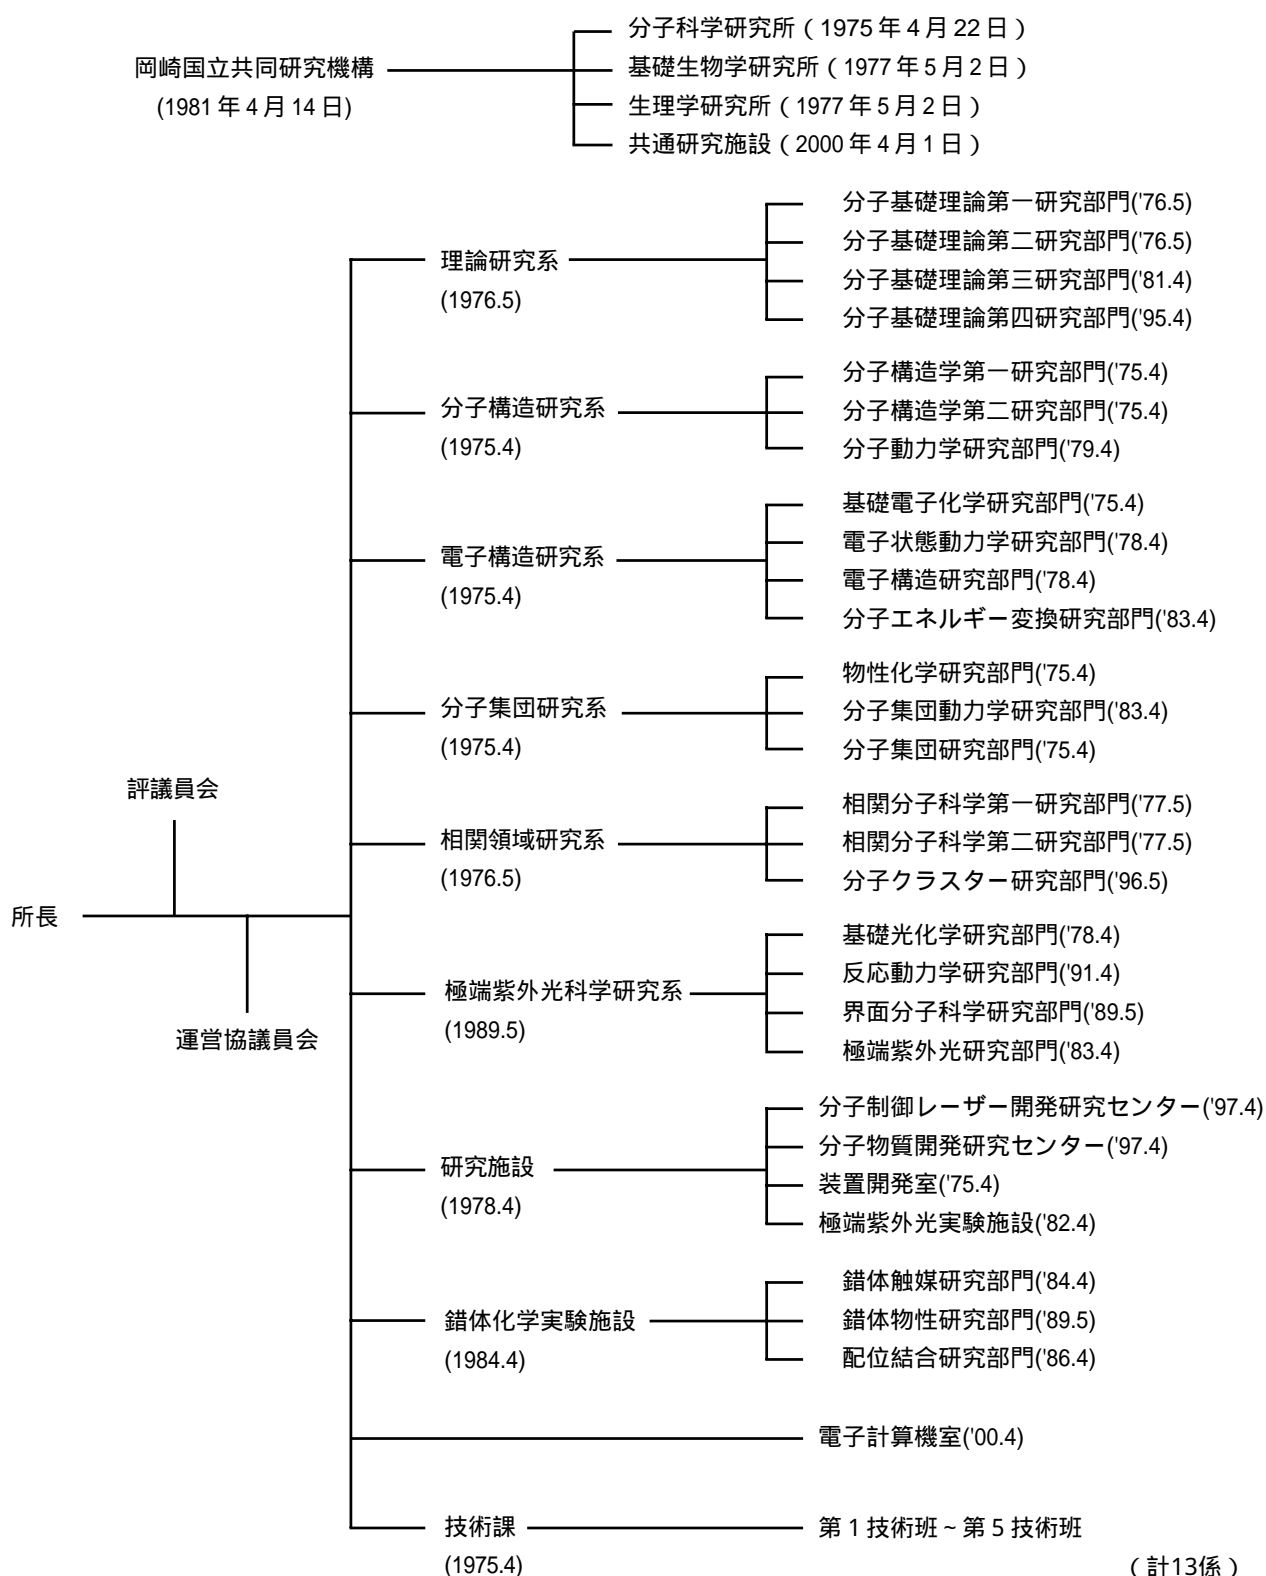 分子科学研究所（1975年4月22日）
岡崎国立共同研究機構
基礎生物学研究所（1977年5月2日）
(1981年4月14日)
生理学研究所（1977年5月2日）
共通研究施設（2000年4月1日）
分子基礎理論第一研究部門('76.5)
分子基礎理論第二研究部門('76.5)
理論研究系
分子基礎理論第三研究部門('81.4)
(1976.5)
分子基礎理論第四研究部門('95.4)
分子構造学第一研究部門('75.4)
分子構造研究系
分子構造学第二研究部門('75.4)
(1975.4)
分子動力学研究部門('79.4)
基礎電子化学研究部門('75.4)
電子状態動力学研究部門('78.4)
電子構造研究系
電子構造研究部門('78.4)
(1975.4)
分子エネルギー変換研究部門('83.4)
物性化学研究部門('75.4)
分子集団研究系
分子集団動力学研究部門('83.4)
(1975.4)
分子集団研究部門('75.4)
評議員会
相関分子科学第一研究部門('77.5)
相関領域研究系
相関分子科学第二研究部門('77.5)
(1976.5)
分子クラスター研究部門('96.5)
所長
基礎光化学研究部門('78.4)
反応動力学研究部門('91.4)
極端紫外光科学研究系
界面分子科学研究部門('89.5)
(1989.5)
運営協議員会
極端紫外光研究部門('83.4)
分子制御レーザー開発研究センター('97.4)
分子物質開発研究センター('97.4)
研究施設
装置開発室('75.4)
(1978.4)
極端紫外光実験施設('82.4)
錯体触媒研究部門('84.4)
錯体化学実験施設
錯体物性研究部門('89.5)
(1984.4)
配位結合研究部門('86.4)
電子計算機室('00.4)
技術課
第1技術班~第5技術班
(1975.4)
（計13係）